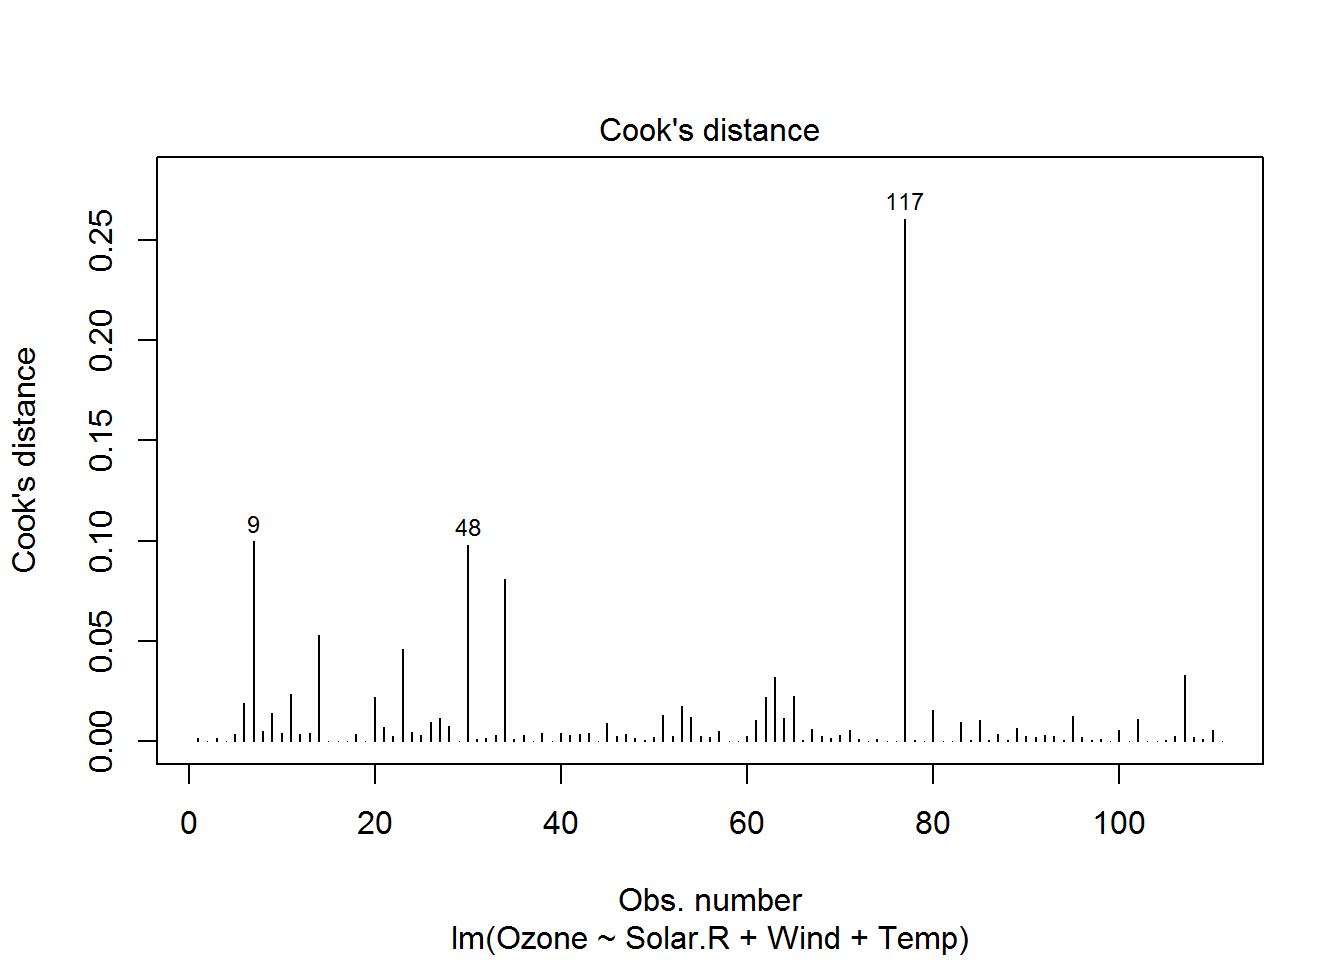 Cook's distance
117
9
48
Cook's distance
0.25
0.20
0.15
0.10
0.05
0.00
0 20 40 60 80 100
Obs. number
lm(Ozone ~ Solar.R + Wind + Temp)